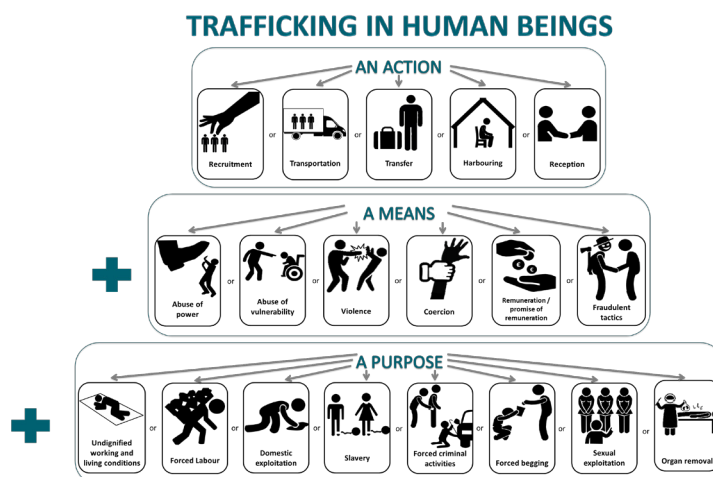 TRAFFICKING IN HUMAN BEINGS
AN ACTION
Recruitment
or
Transportation
or
Transfer
or
Harbouring
or
Reception
A MEANS
Abuse of
power
or
Abuse of
vulnerability
or
Violence
or
Coercion
or
Remuneration /
promise of
remuneration
or
Fraudulent
tactics
A PURPOSE
Undignified
working and
living conditions
or
Forced Labour
or
Domestic
exploitation
or
Slavery
or
Forced criminal
activities
or
Forced begging
or
Sexual
exploitation
or
Organ removal